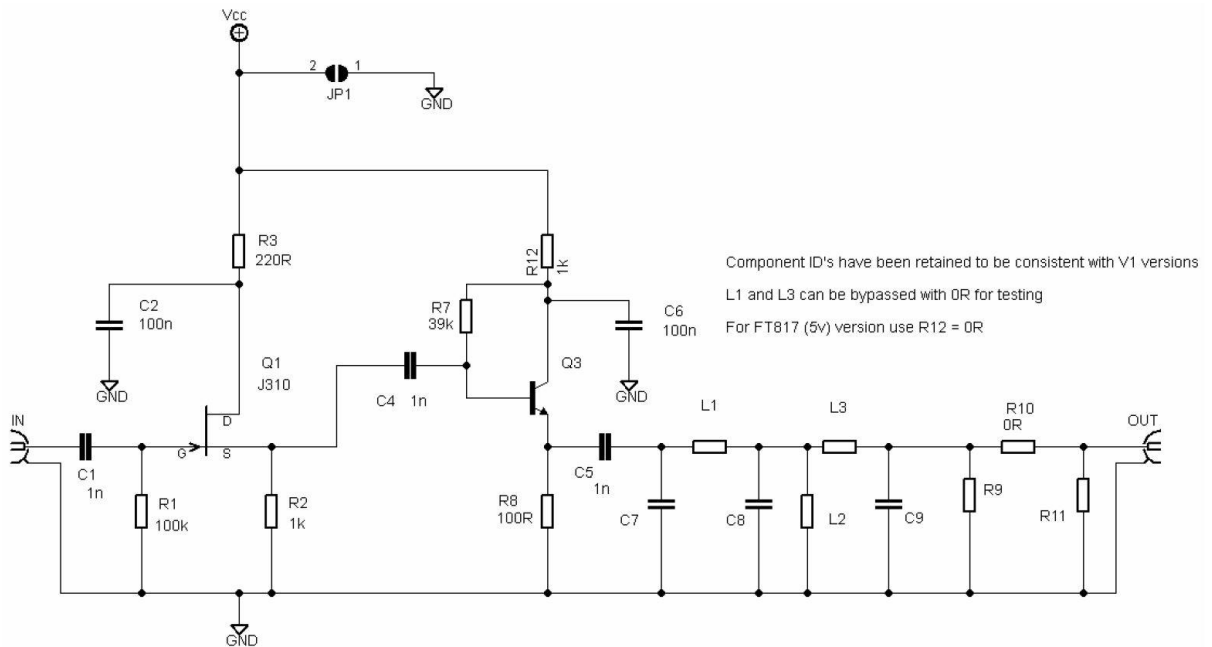 Vcc
2 1
JP1
GND
R3
220R
R12
1k
Component ID's have been retained to be consistent with V1 versions
L1 and L3 can be bypassed with 0R for testing
For FT817 (5v) version use R12 = 0R
C2
100n
R7
39k
C6
100n
Q1
J310
Q3
GND
GND
C4 1n
D
G S
IN
C1
1n
R1
100k
R2
1k
C5
1n
R8
100R
L1
L3
R10
0R
OUT
C7
C8
L2
C9
R9
R11
GND